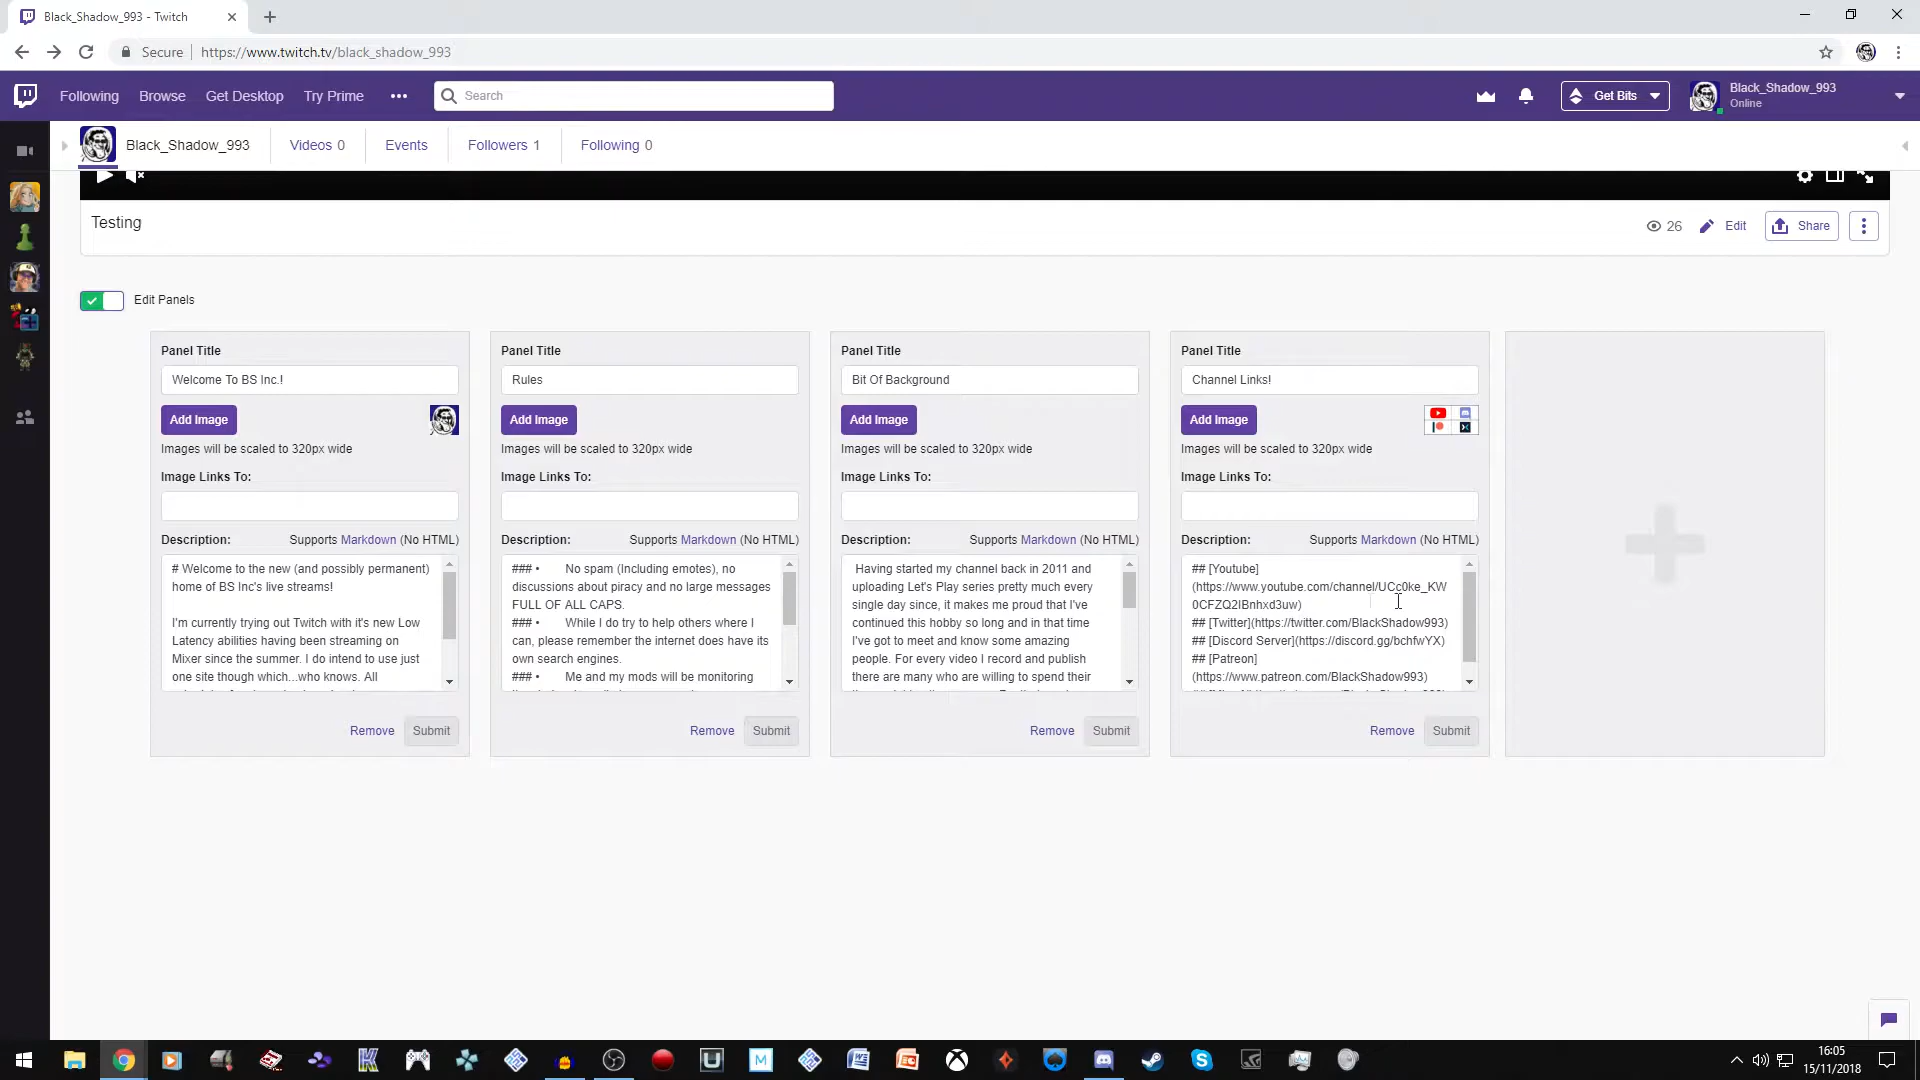 Black_Shadow_993 - Twitch
Secure
https://www.twitch.tv/black_shadow_993
Following
Browse
Get Desktop
Try Prime
Search
Get Bits
Black_Shadow_993
Online
Black_Shadow_993
Videos 0
Events
Followers 1
Following 0
Testing
26
Edit
Share
Edit Panels
Panel Title
Welcome To BS Inc.!
Add Image
Images will be scaled to 320px wide
Image Links To:
Description:
Supports Markdown (No HTML)
# Welcome to the new (and possibly permanent)
home of BS Inc's live streams!
I'm currently trying out Twitch with it's new Low
Latency abilities having been streaming on
Mixer since the summer. I do intend to use just
one site though which...who knows. All
Remove
Submit
Panel Title
Rules
Add Image
Images will be scaled to 320px wide
Image Links To:
Description:
Supports Markdown (No HTML)
### • No spam (Including emotes), no
discussions about piracy and no large messages
FULL OF ALL CAPS.
### • While I do try to help others where I
can, please remember the internet does have its
own search engines.
### • Me and my mods will be monitoring
Remove
Submit
Panel Title
Bit Of Background
Add Image
Images will be scaled to 320px wide
Image Links To:
Description:
Supports Markdown (No HTML)
Having started my channel back in 2011 and
uploading Let's Play series pretty much every
single day since, it makes me proud that I've
continued this hobby so long and in that time
I've got to meet and know some amazing
people. For every video I record and publish
there are many who are willing to spend their
Remove
Submit
Panel Title
Channel Links!
Add Image
Images will be scaled to 320px wide
Image Links To:
Description:
Supports Markdown (No HTML)
## [Youtube]
(https://www.youtube.com/channel/UCc0ke_KW
0CFZQ2IBnhxd3uw)
## [Twitter](https://twitter.com/BlackShadow993)
## [Discord Server](https://discord.gg/bchfwYX)
## [Patreon]
(https://www.patreon.com/BlackShadow993)
Remove
Submit
16:05
15/11/2018